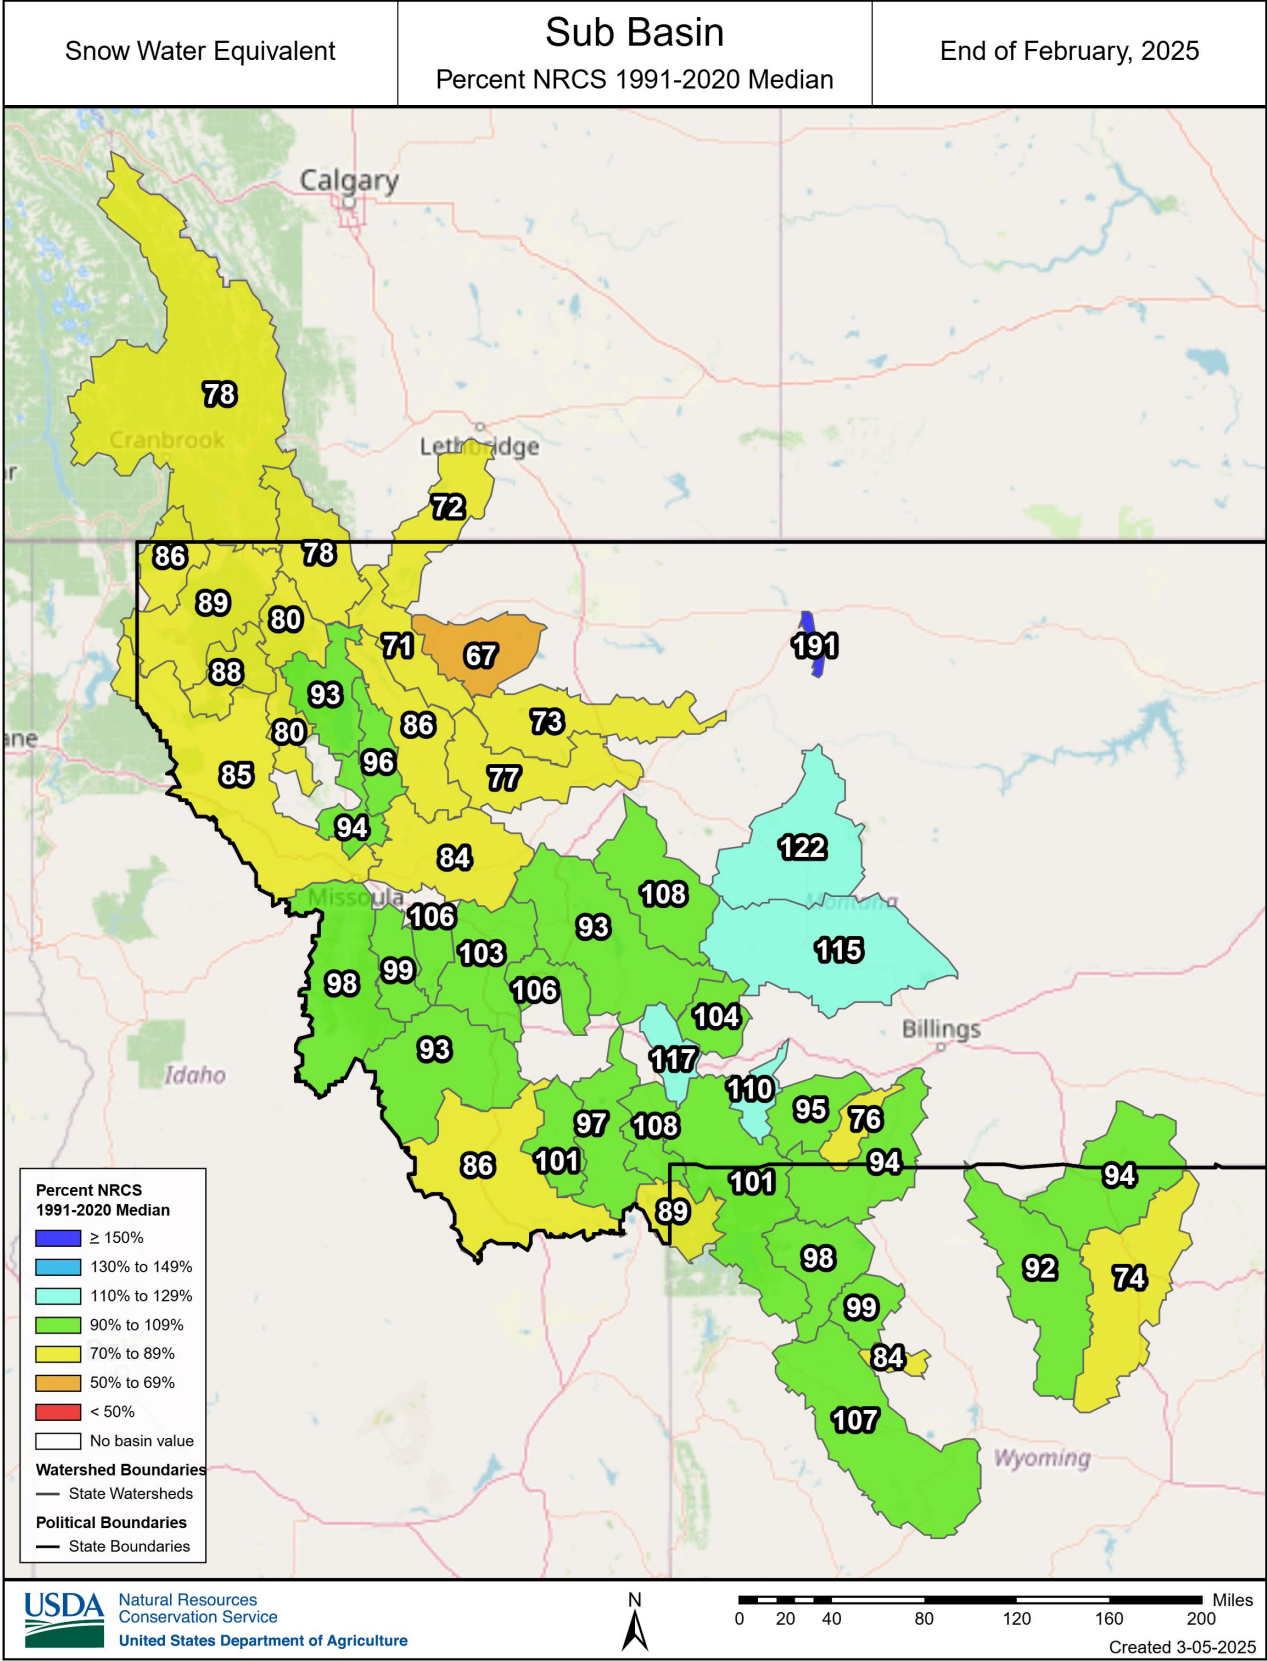 Snow Water Equivalent
Sub Basin
Percent NRCS 1991-2020 Median
End of February, 2025
Calgary
78
Cranbrook
Lethbridge
72
86
78
89
80
71
67
191
88
93
86
73
80
96
77
85
94
84
122
Missoula
106
108
Montana
93
103
115
98
99
106
104
Billings
93
117
Idaho
110
95
76
97
108
86
101
94
101
94
89
98
92
74
99
84
107
Wyoming
ane
Percent NRCS
1991-2020 Median
≥ 150%
130% to 149%
110% to 129%
90% to 109%
70% to 89%
50% to 69%
< 50%
No basin value
Watershed Boundaries
State Watersheds
Political Boundaries
State Boundaries
USDA
Natural Resources
Conservation Service
United States Department of Agriculture
N
0 20 40 80 120 160 200 Miles
Created 3-05-2025